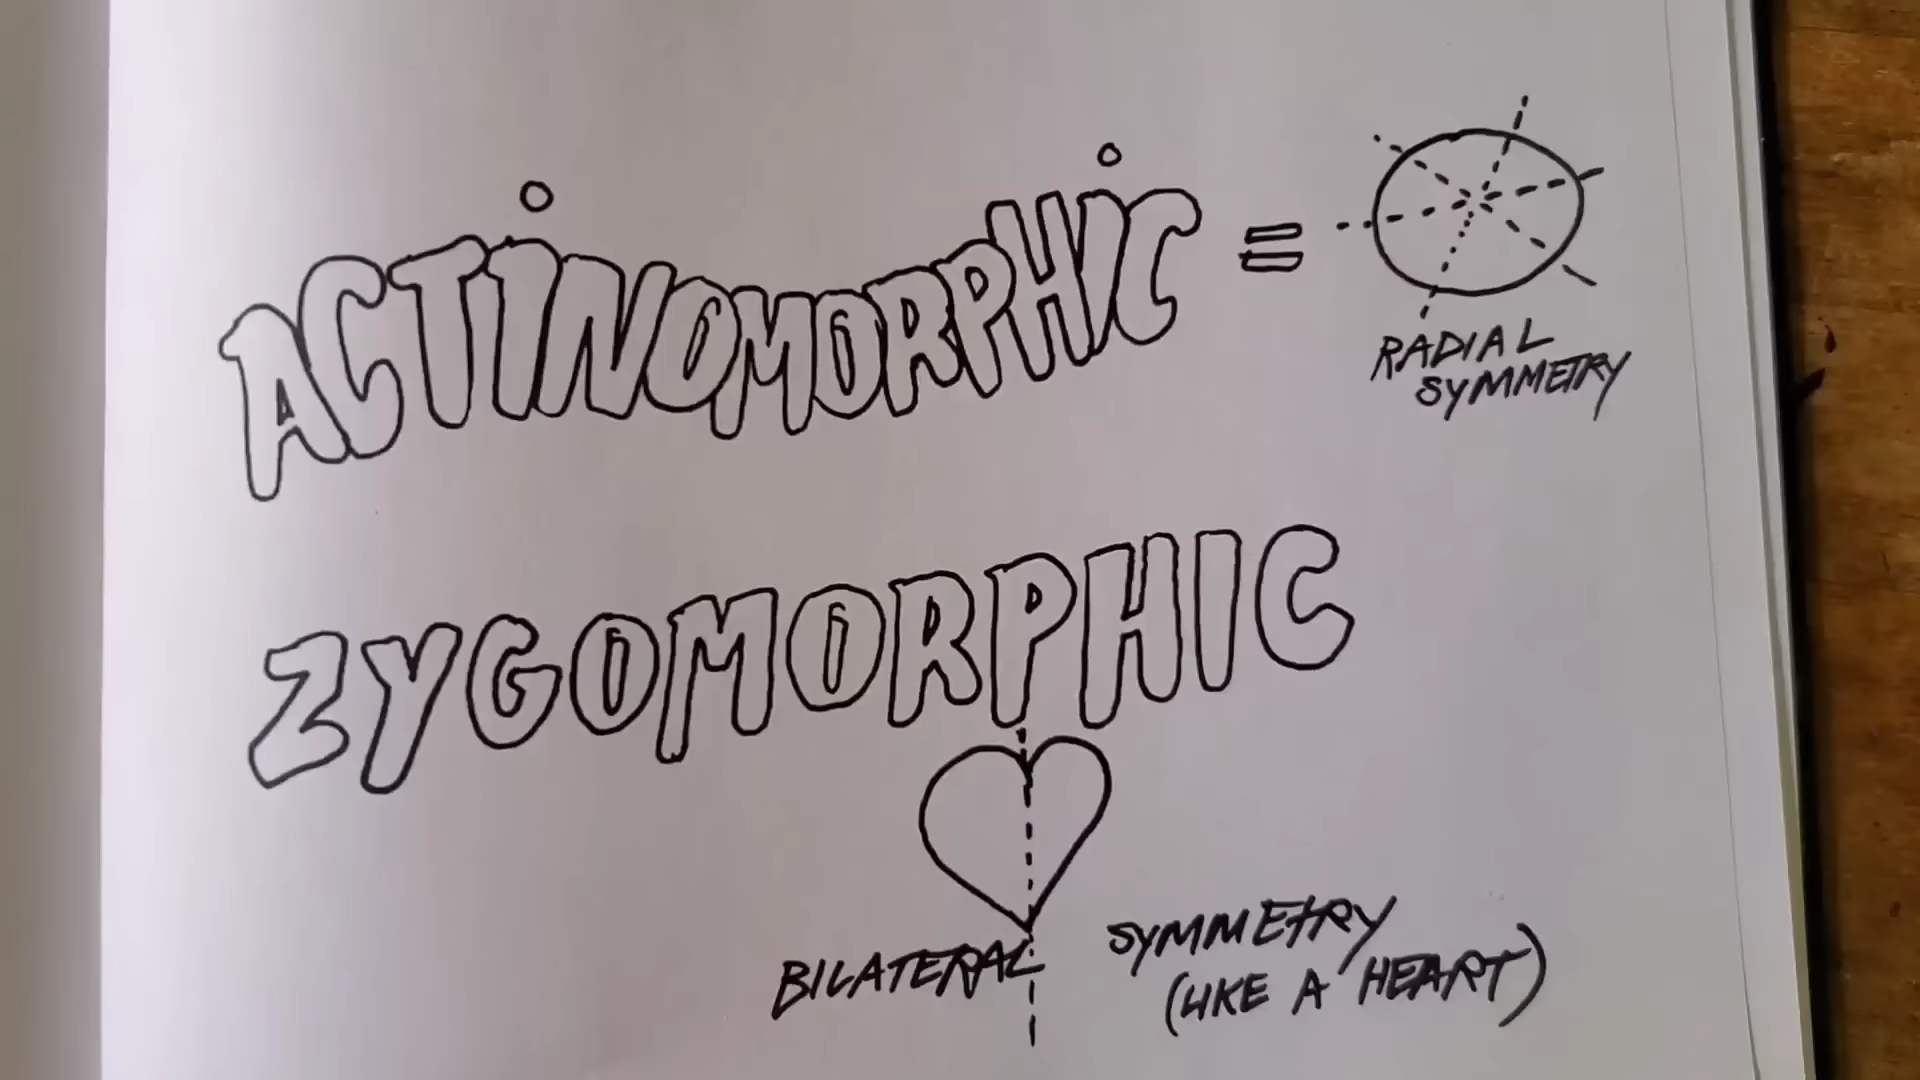 ACTiNOMORPHiC =
RADIAL
SYMMETRY
ZYGOMORPHIC
BILATERAL SYMMETRY
(LIKE A HEART)